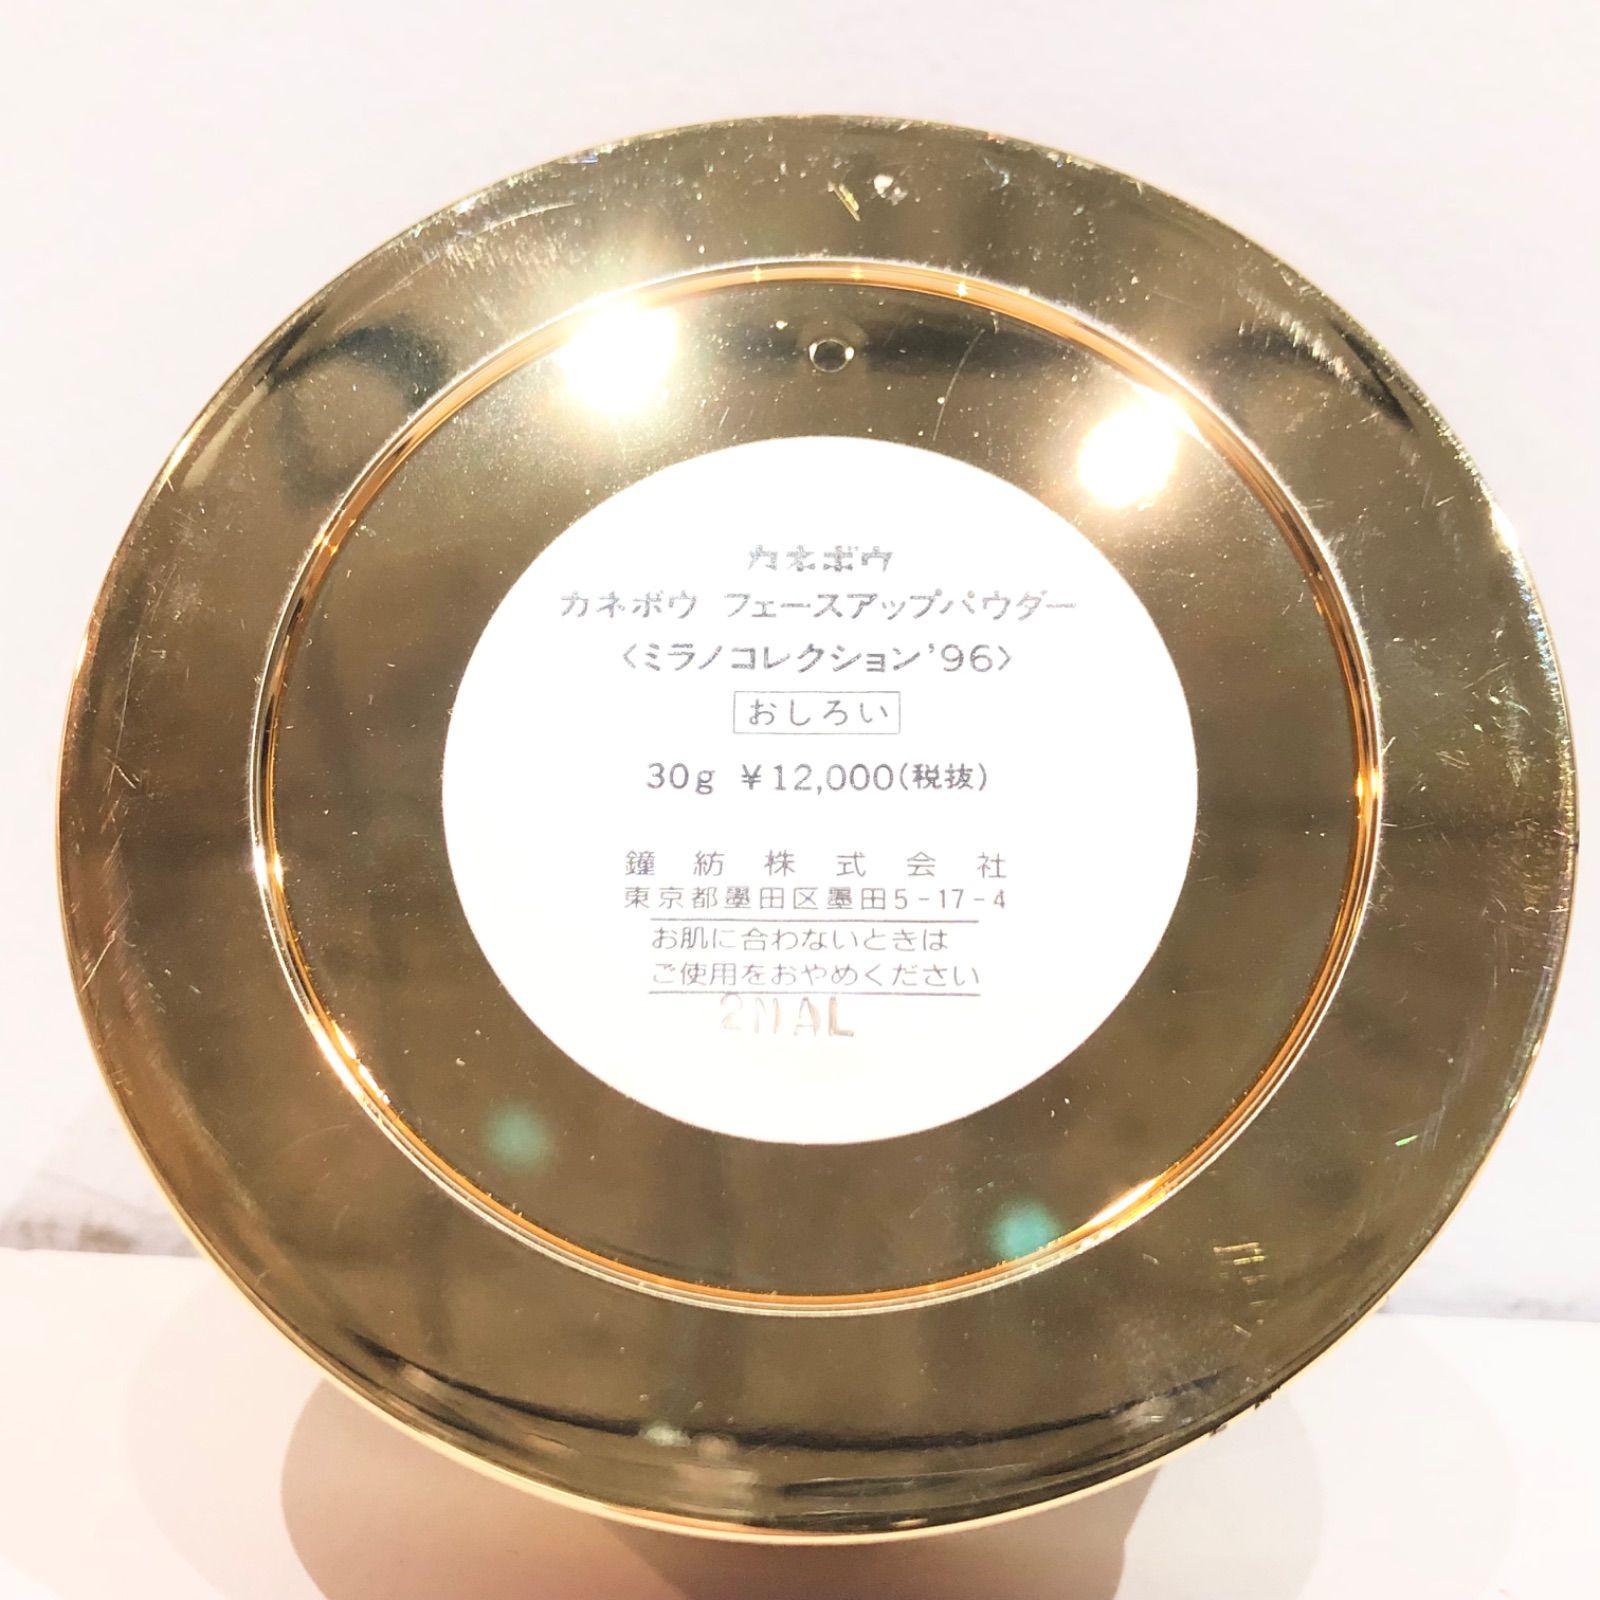 カネボウ
カネボウ フェースアップパウダー
〈ミラノコレクション'96〉
おしろい
30g ¥12,000(税抜)
鐘紡株式会社
東京都墨田区墨田5-17-4
お肌に合わないときは
ご使用をおやめください
2NAL